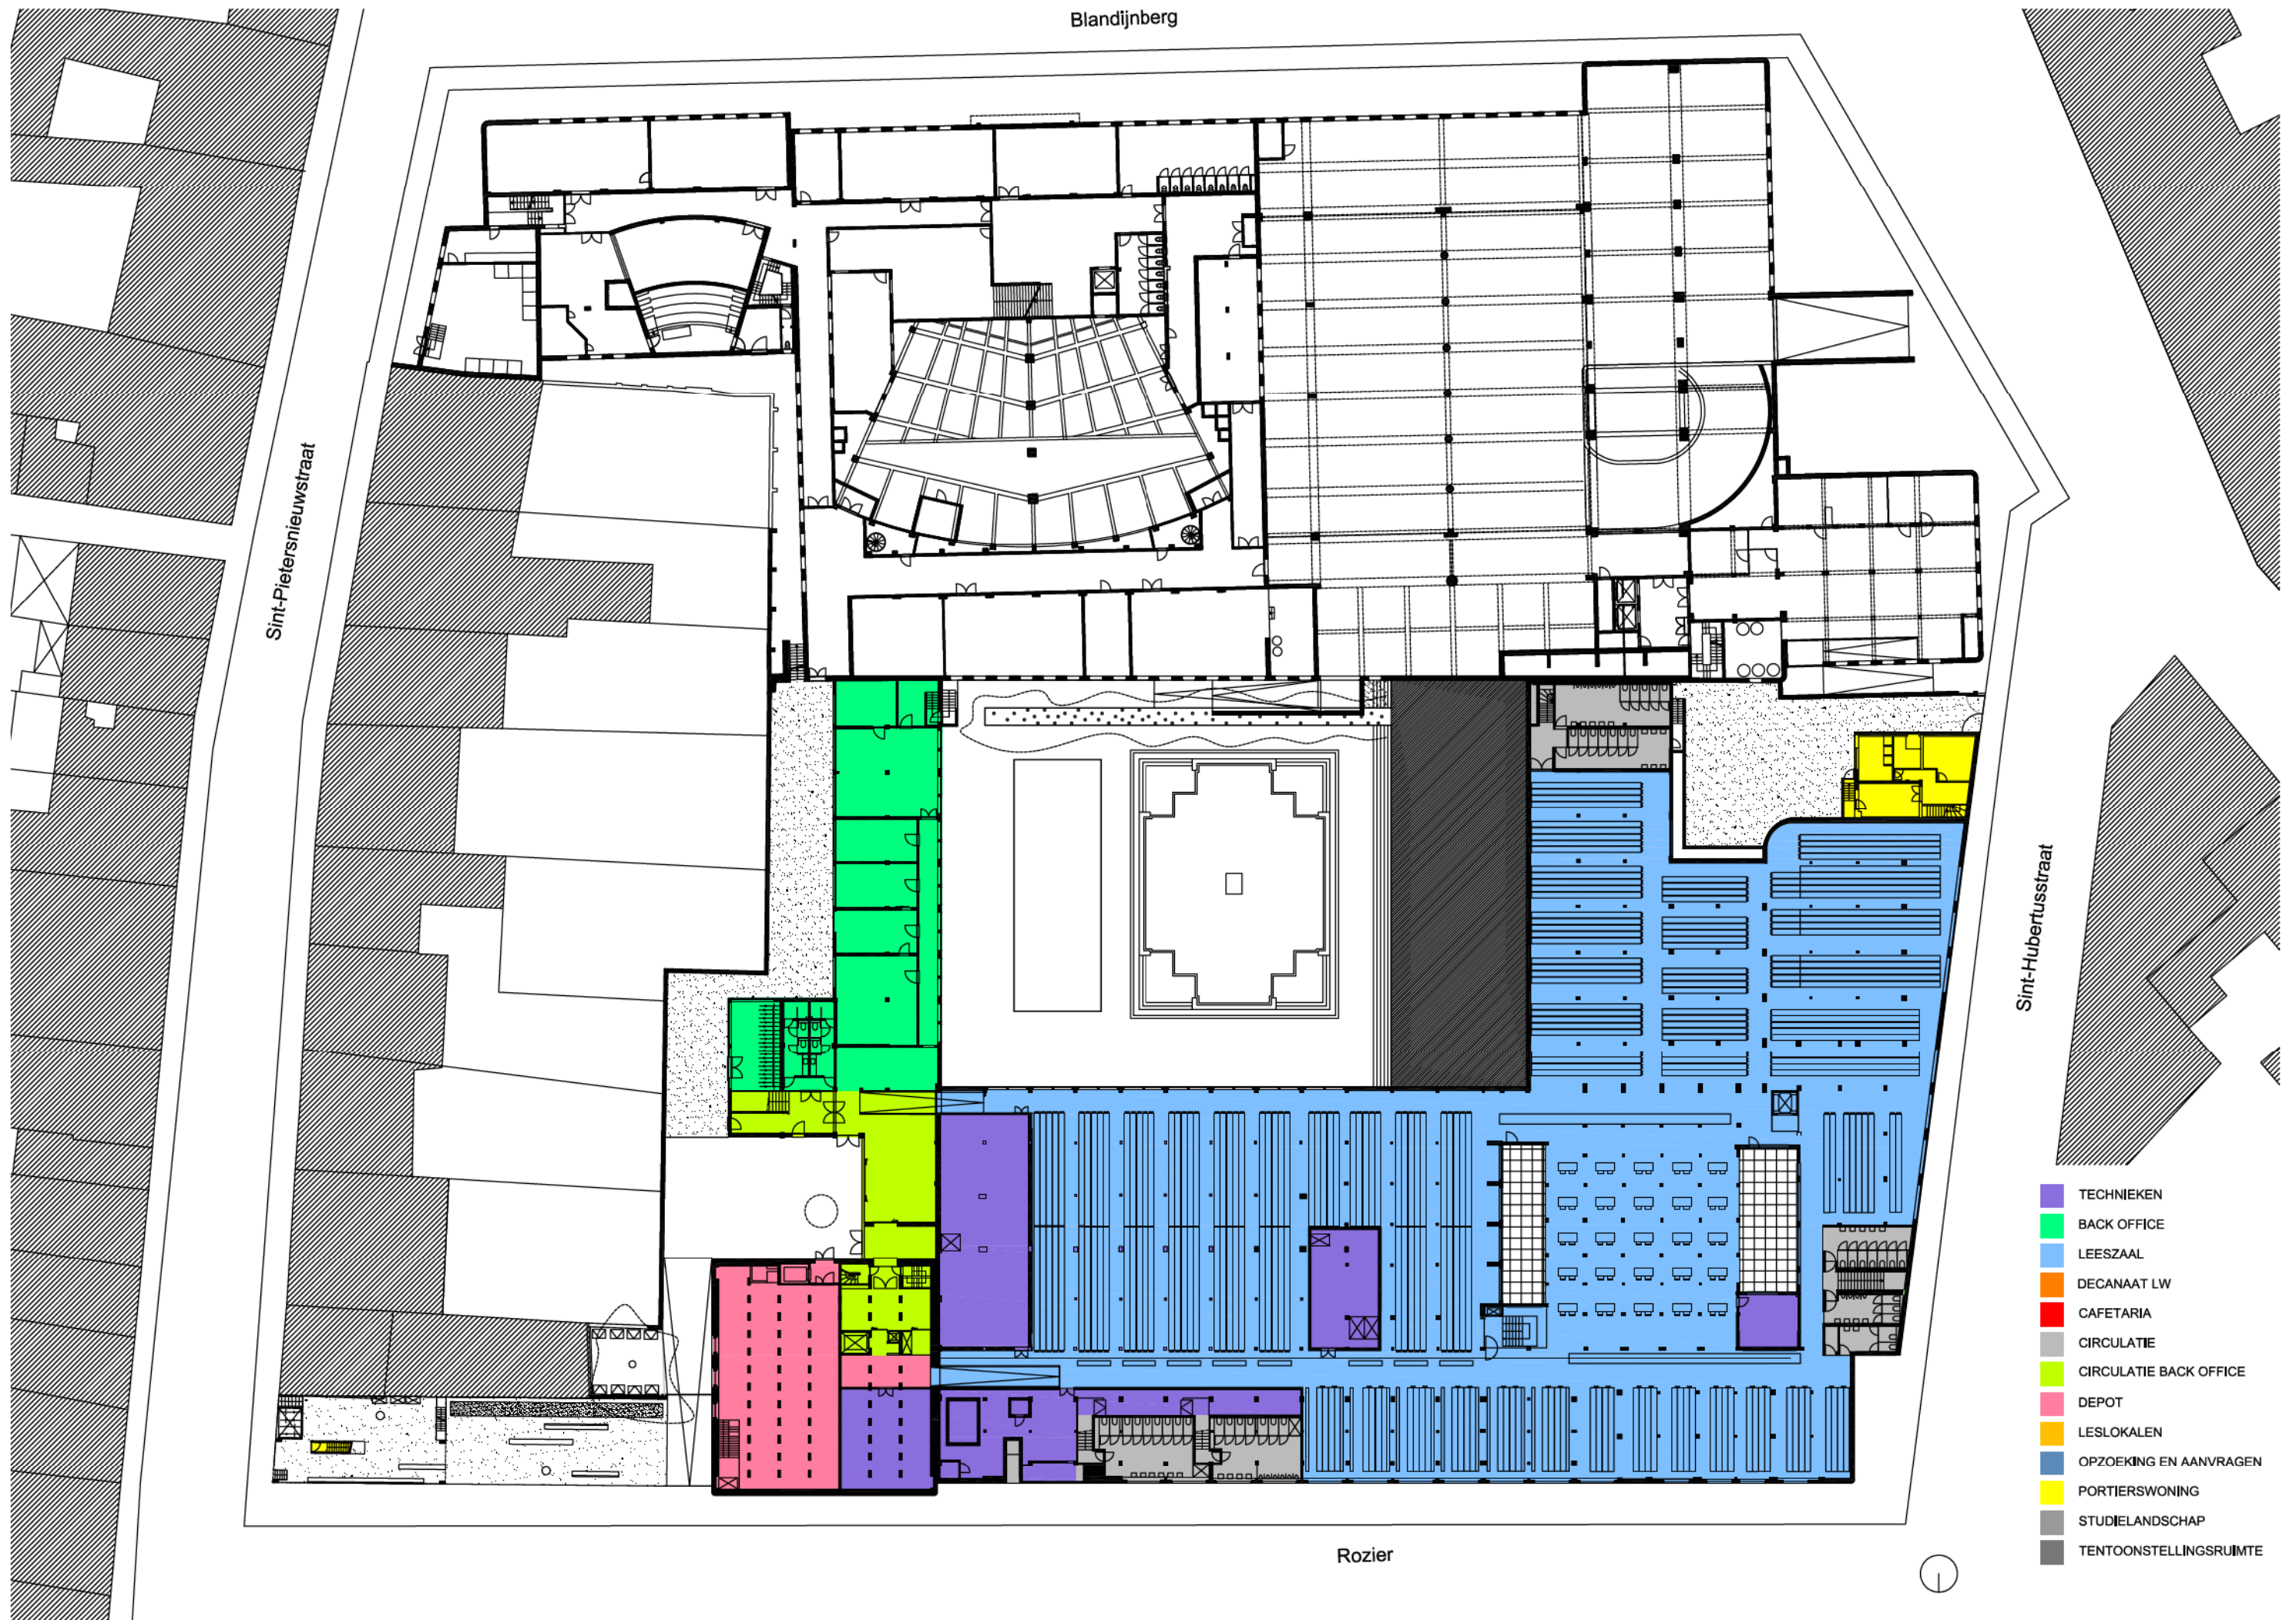 Blandijnberg
Sint-Pietersnieuwstraat
Sint-Hubertusstraat
TECHNIEKEN
BACK OFFICE
LEESZAAL
DECANAAT LW
CAFETARIA
CIRCULATIE
CIRCULATIE BACK OFFICE
DEPOT
LESLOKALEN
OPZOEKING EN AANVRAGEN
PORTIERSWONING
STUDIELANDSCHAP
TENTOONSTELLINGSRUIMTE
Rozier